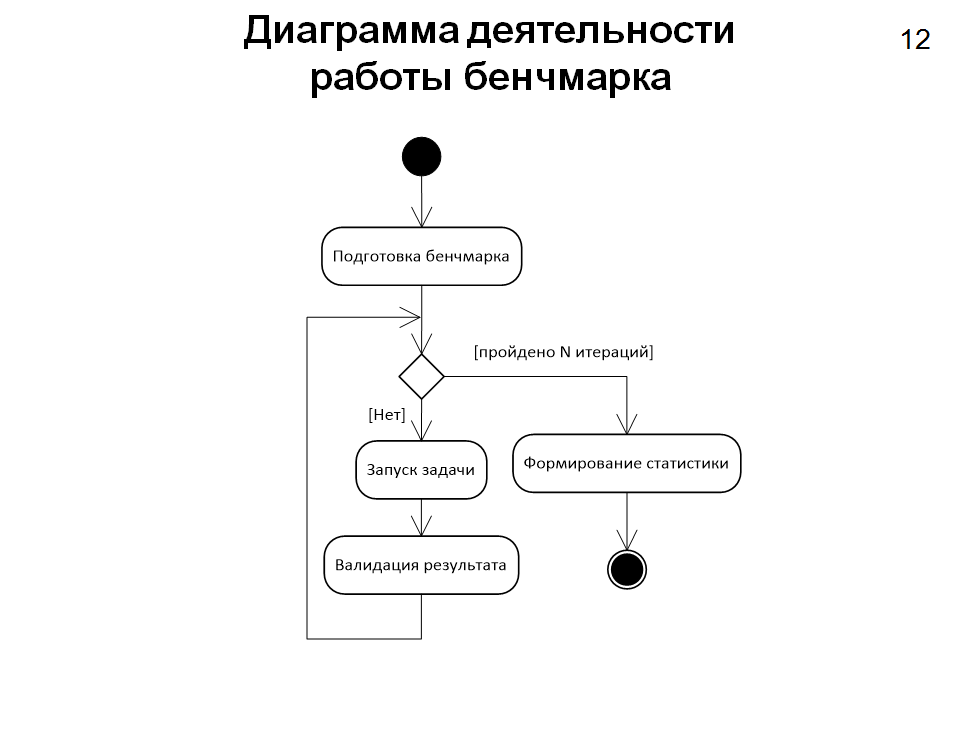 Диаграмма деятельности
работы бенчмарка
12
Подготовка бенчмарка
[пройдено N итераций]
[Нет]
Запуск задачи
Формирование статистики
Валидация результата